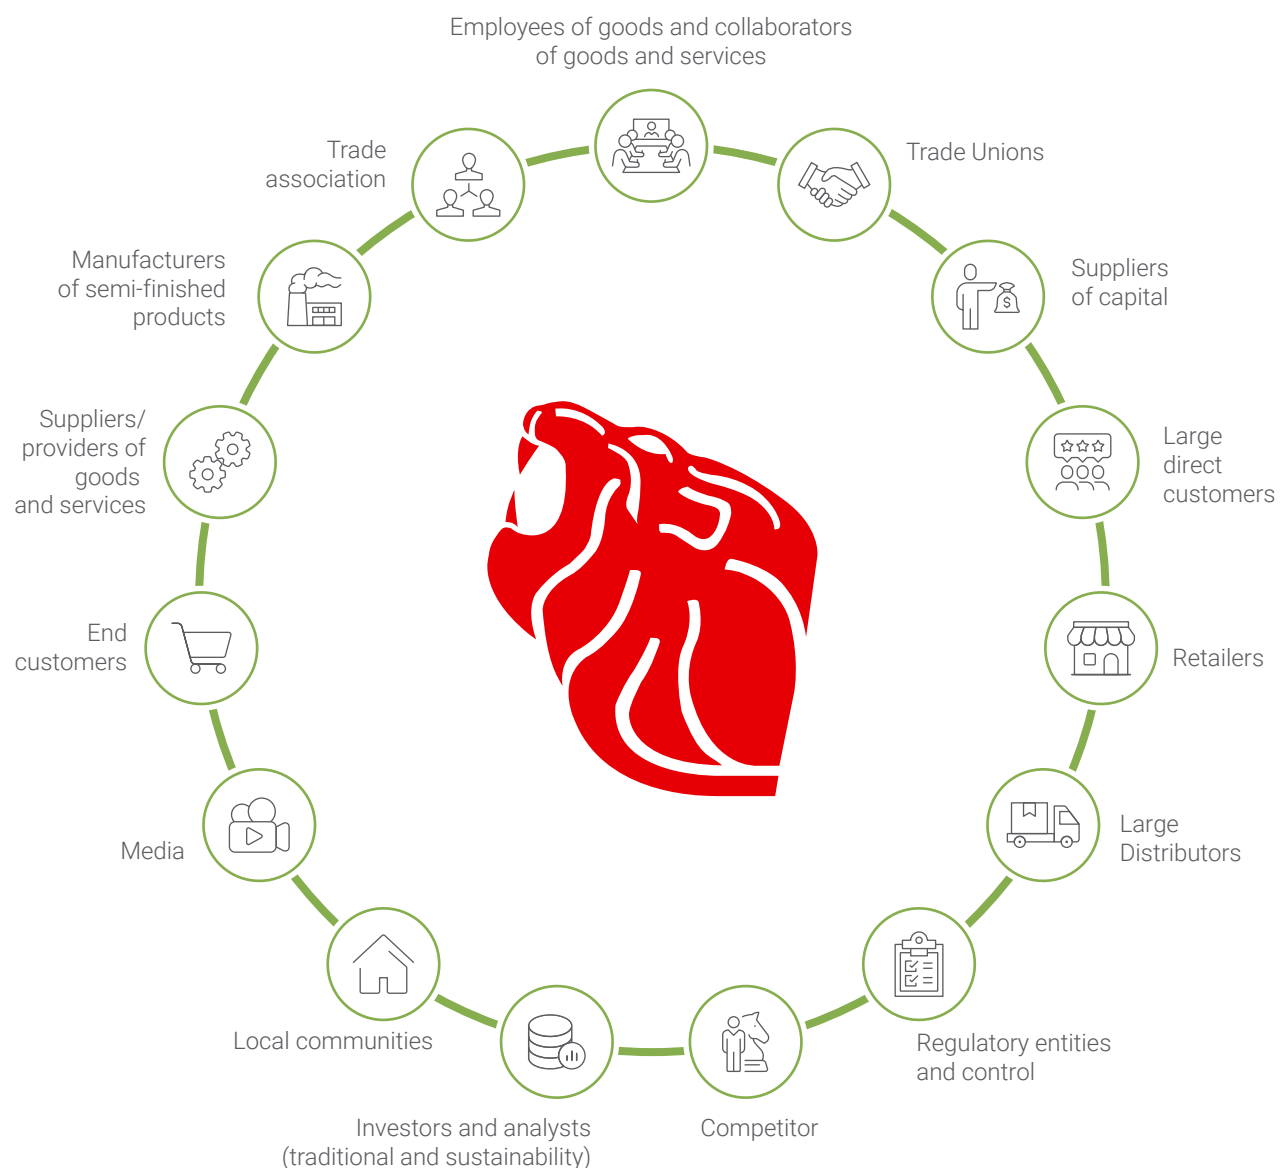 Employees of goods and collaborators
of goods and services
Trade Unions
Suppliers
of capital
Large
direct
customers
Retailers
Large
Distributors
Regulatory entities
and control
Competitor
Investors and analysts
(traditional and sustainability)
Local communities
Media
End
customers
Suppliers/
providers of
goods
and services
Manufacturers
of semi-finished
products
Trade
association
$